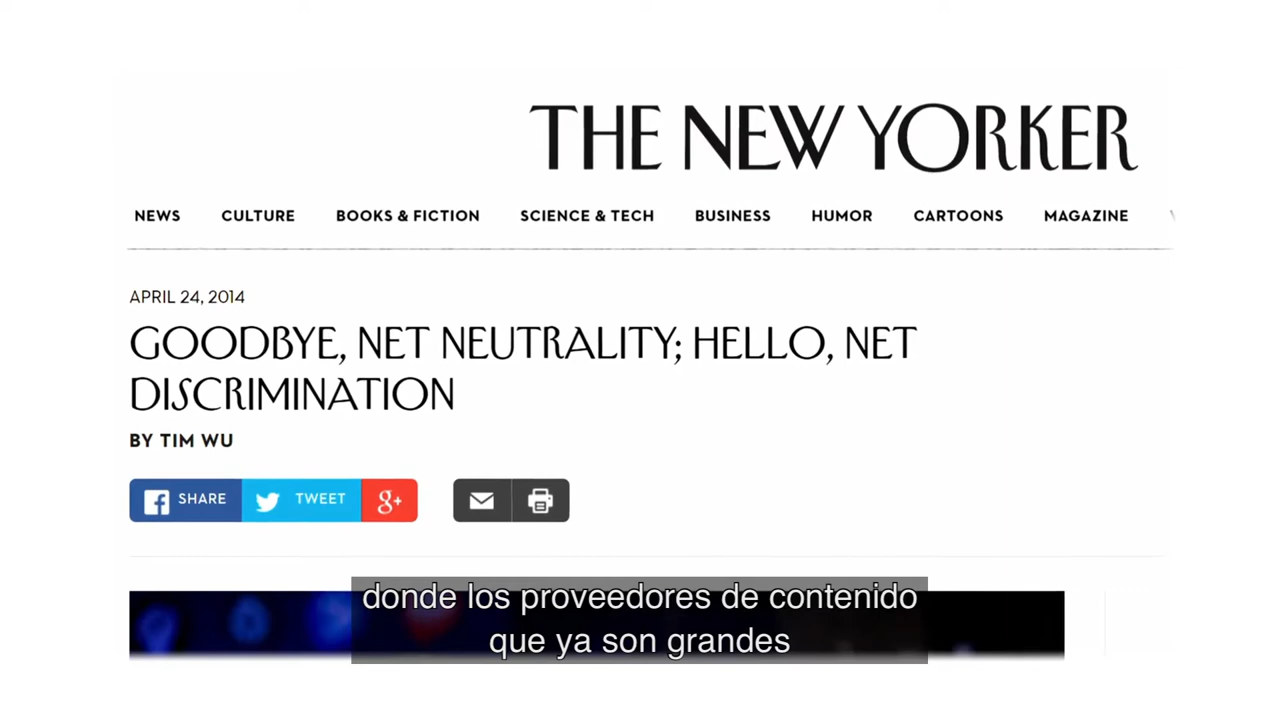 THE NEW YORKER
NEWS CULTURE BOOKS & FICTION SCIENCE & TECH BUSINESS HUMOR CARTOONS MAGAZINE
APRIL 24, 2014
GOODBYE, NET NEUTRALITY; HELLO, NET
DISCRIMINATION
BY TIM WU
SHARE TWEET g+
donde los proveedores de contenido
que ya son grandes